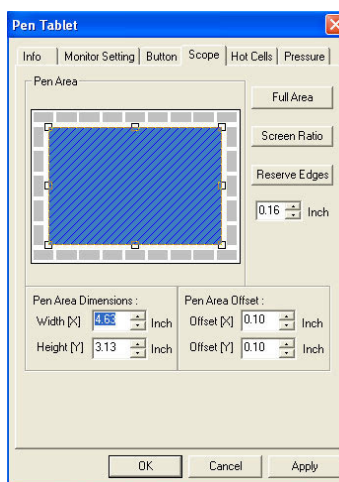 Pen Tablet
Info Monitor Setting Button Scope Hot Cells Pressure
Pen Area
Full Area
Screen Ratio
Reserve Edges
0.16 Inch
Pen Area Dimensions :
Width [X] 4.63 Inch
Height [Y] 3.13 Inch
Pen Area Offset :
Offset [X] 0.10 Inch
Offset [Y] 0.10 Inch
OK Cancel Apply